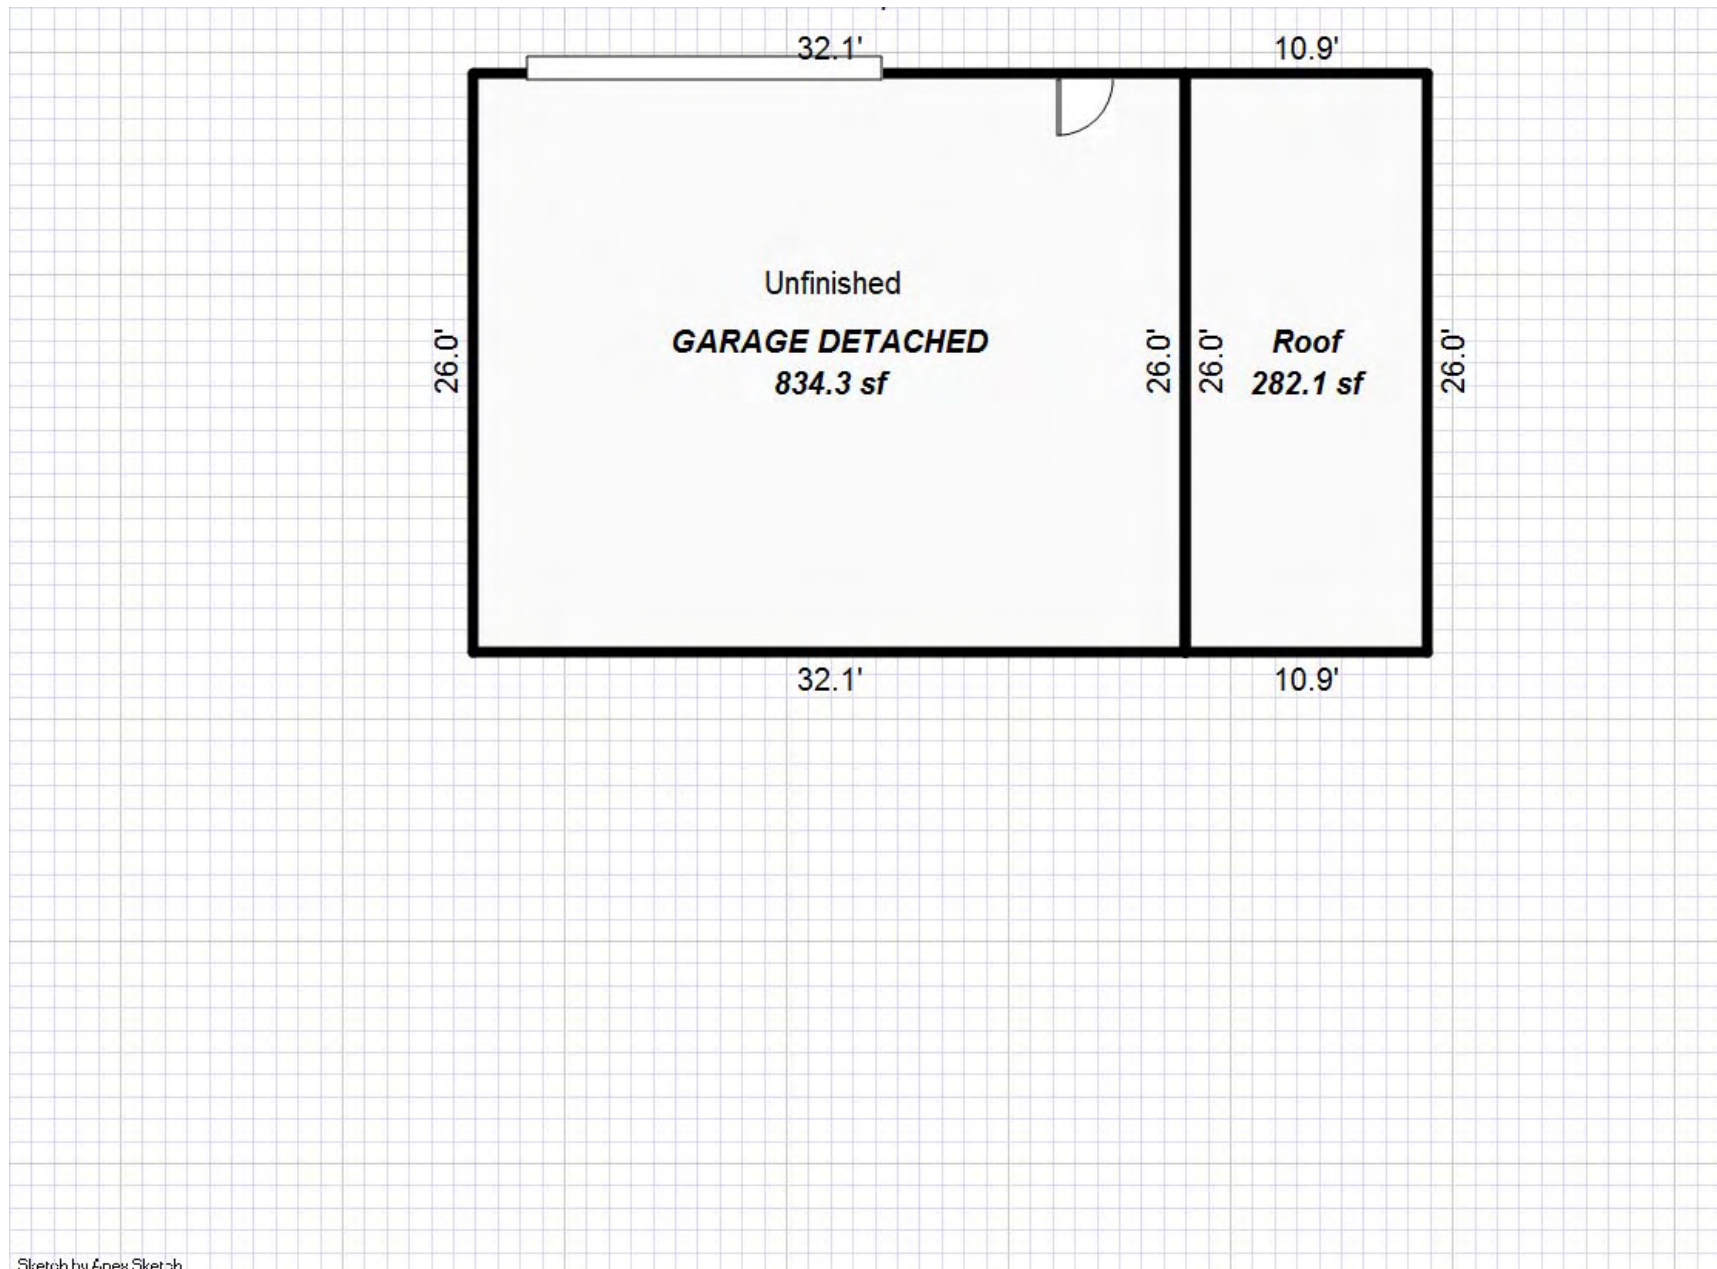 32.1'
10.9'
Unfinished
GARAGE DETACHED
834.3 sf
26.0'
26.0'
26.0'
Roof
282.1 sf
26.0'
32.1'
10.9'
Sketch by Apex Sketch